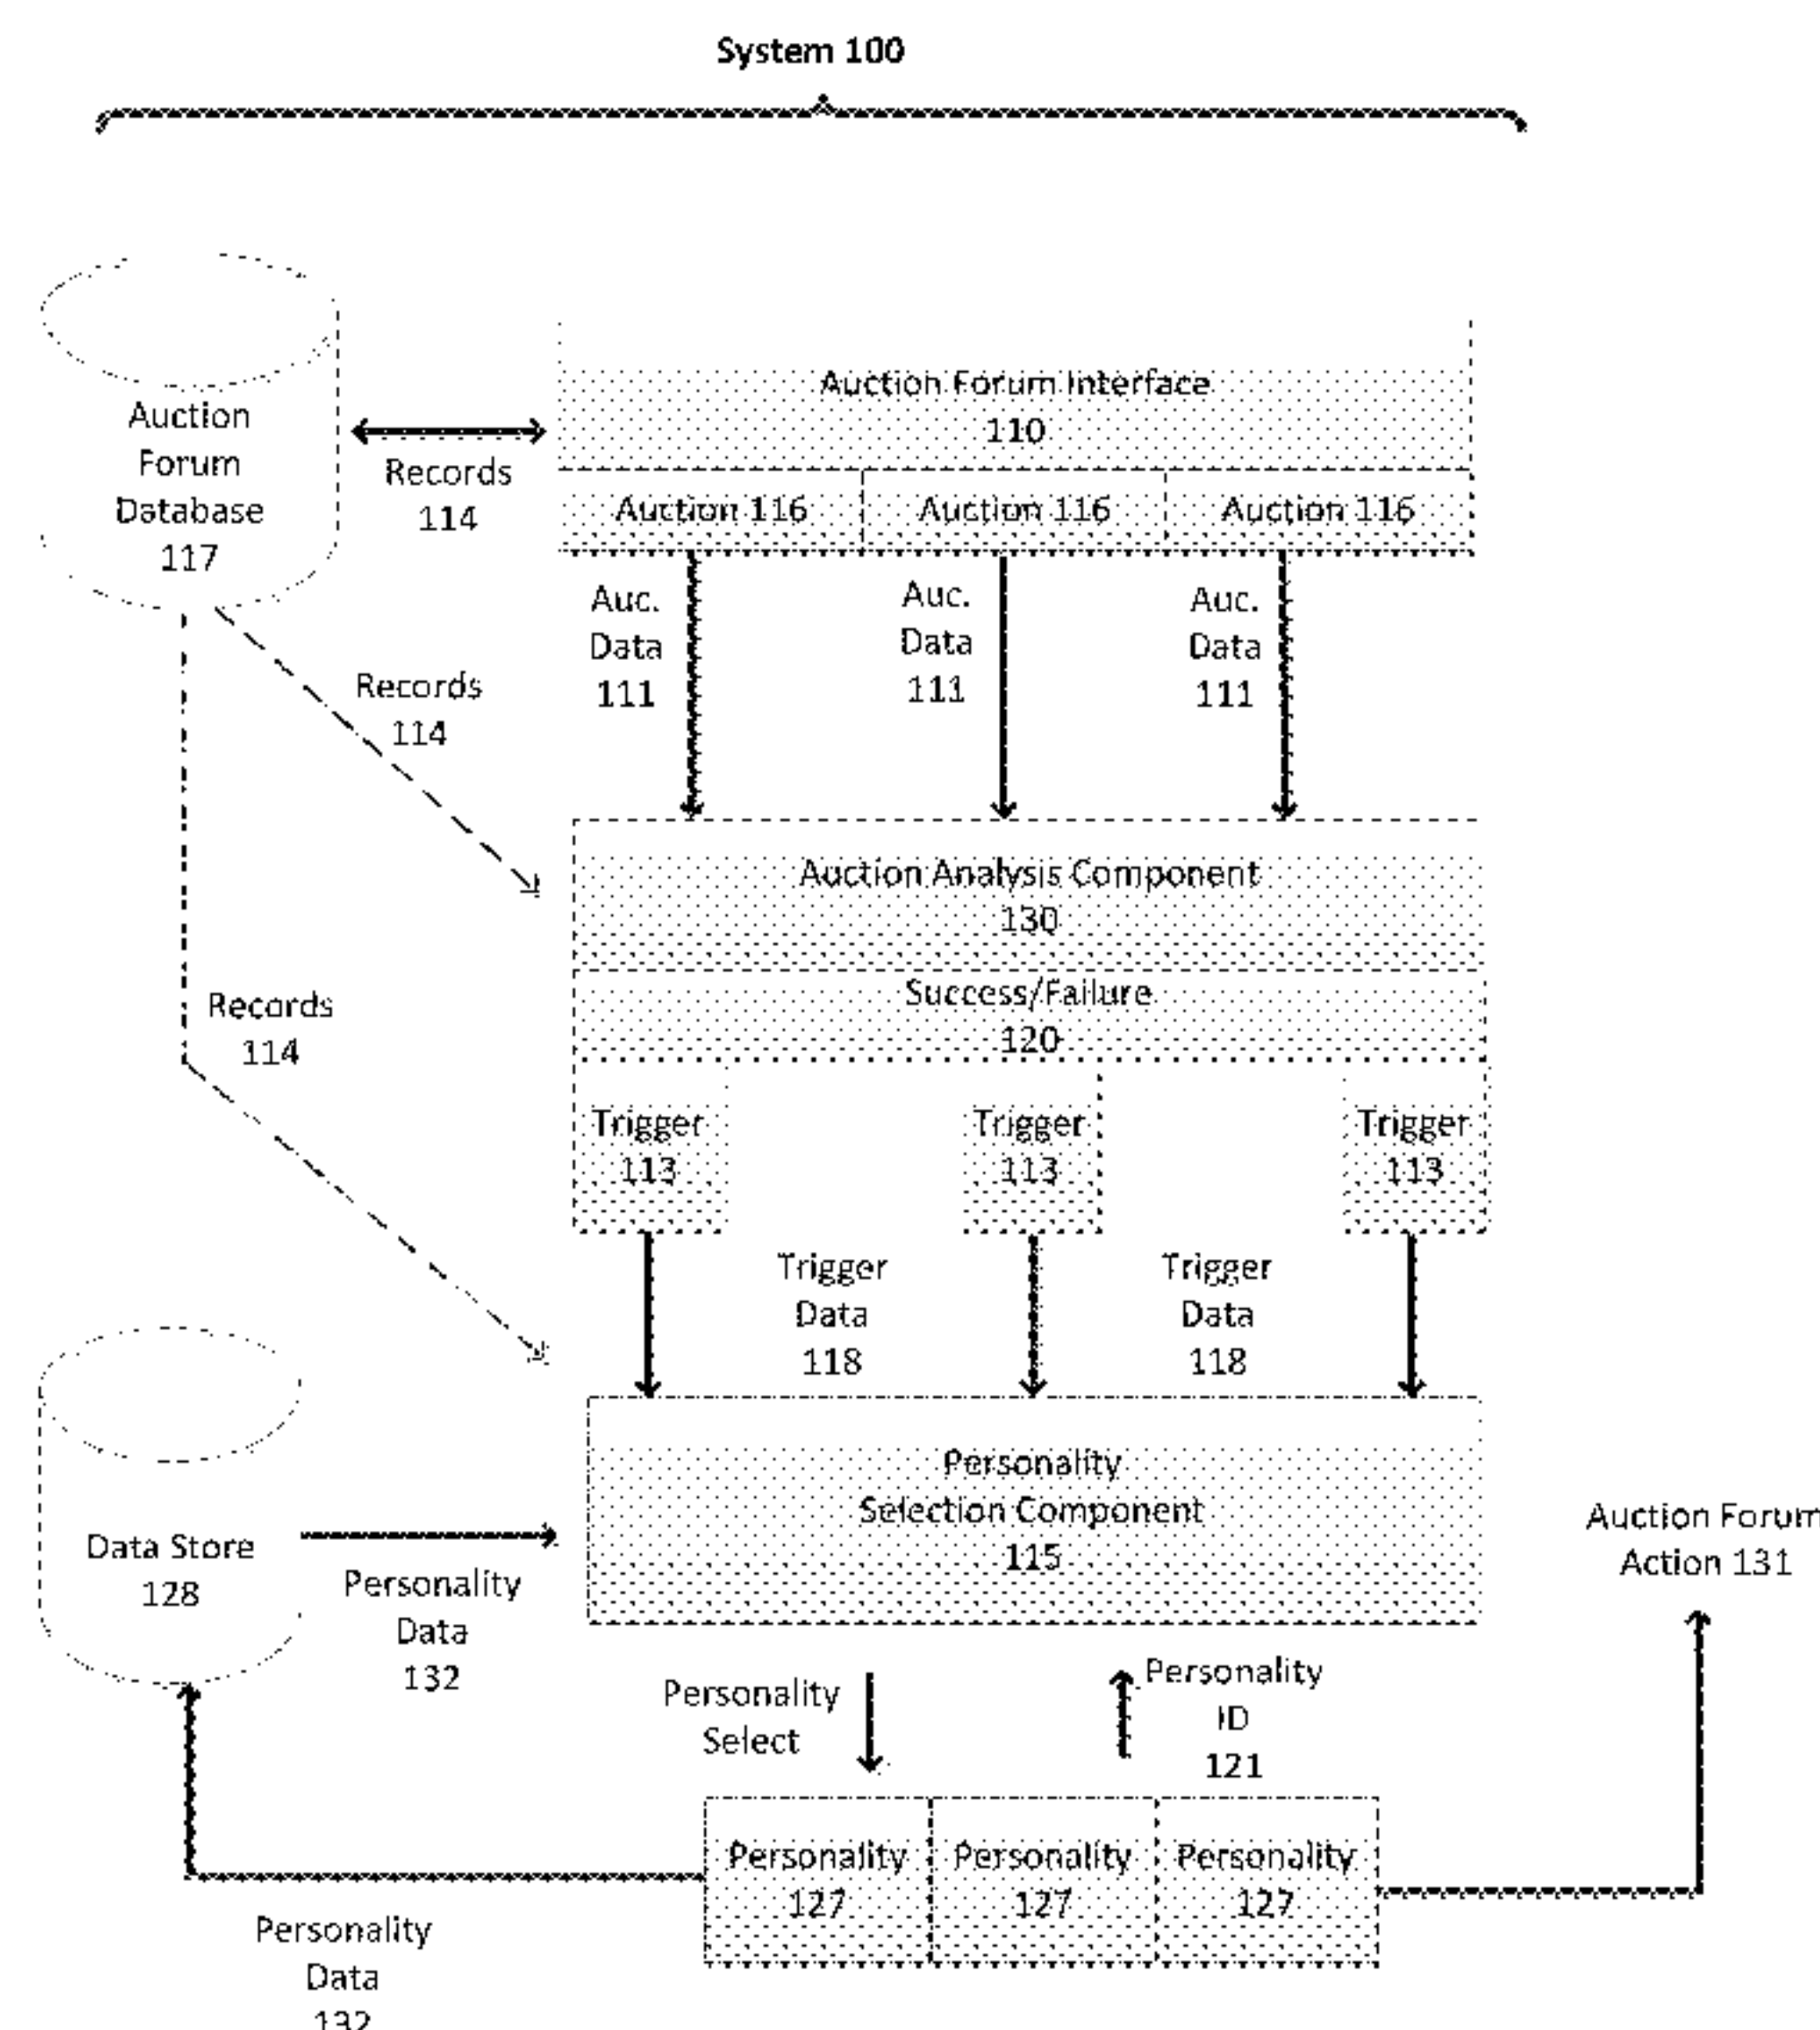 System 100
Auction
Forum
Database
117
Records
114
Auction Forum Interface
110
Auction 116
Auction 116
Auction 116
Auc.
Data
111
Auc.
Data
111
Auc.
Data
111
Records
114
Auction Analysis Component
130
Success/Failure
120
Records
114
Trigger
113
Trigger
113
Trigger
113
Trigger
Data
118
Trigger
Data
118
Personality
Selection Component
115
Data Store
128
Personality
Data
132
Auction Forum
Action 131
Personality
Select
Personality
ID
121
Personality
127
Personality
127
Personality
127
Personality
Data
132